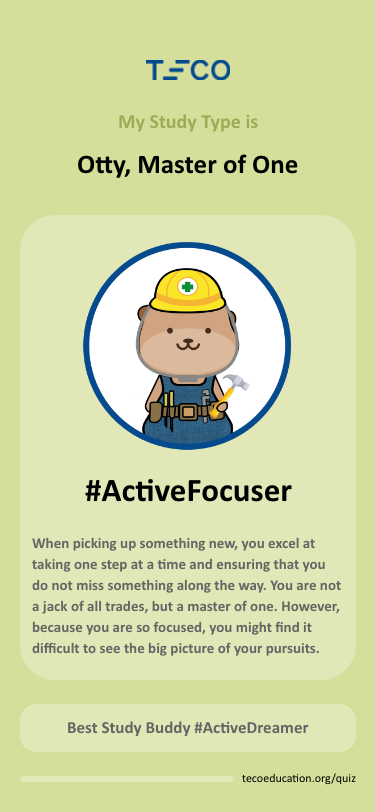 TECO
My Study Type is
Otty, Master of One
#ActiveFocuser
When picking up something new, you excel at
taking one step at a time and ensuring that you
do not miss something along the way. You are not
a jack of all trades, but a master of one. However,
because you are so focused, you might find it
difficult to see the big picture of your pursuits.
Best Study Buddy #ActiveDreamer
tecoeducation.org/quiz